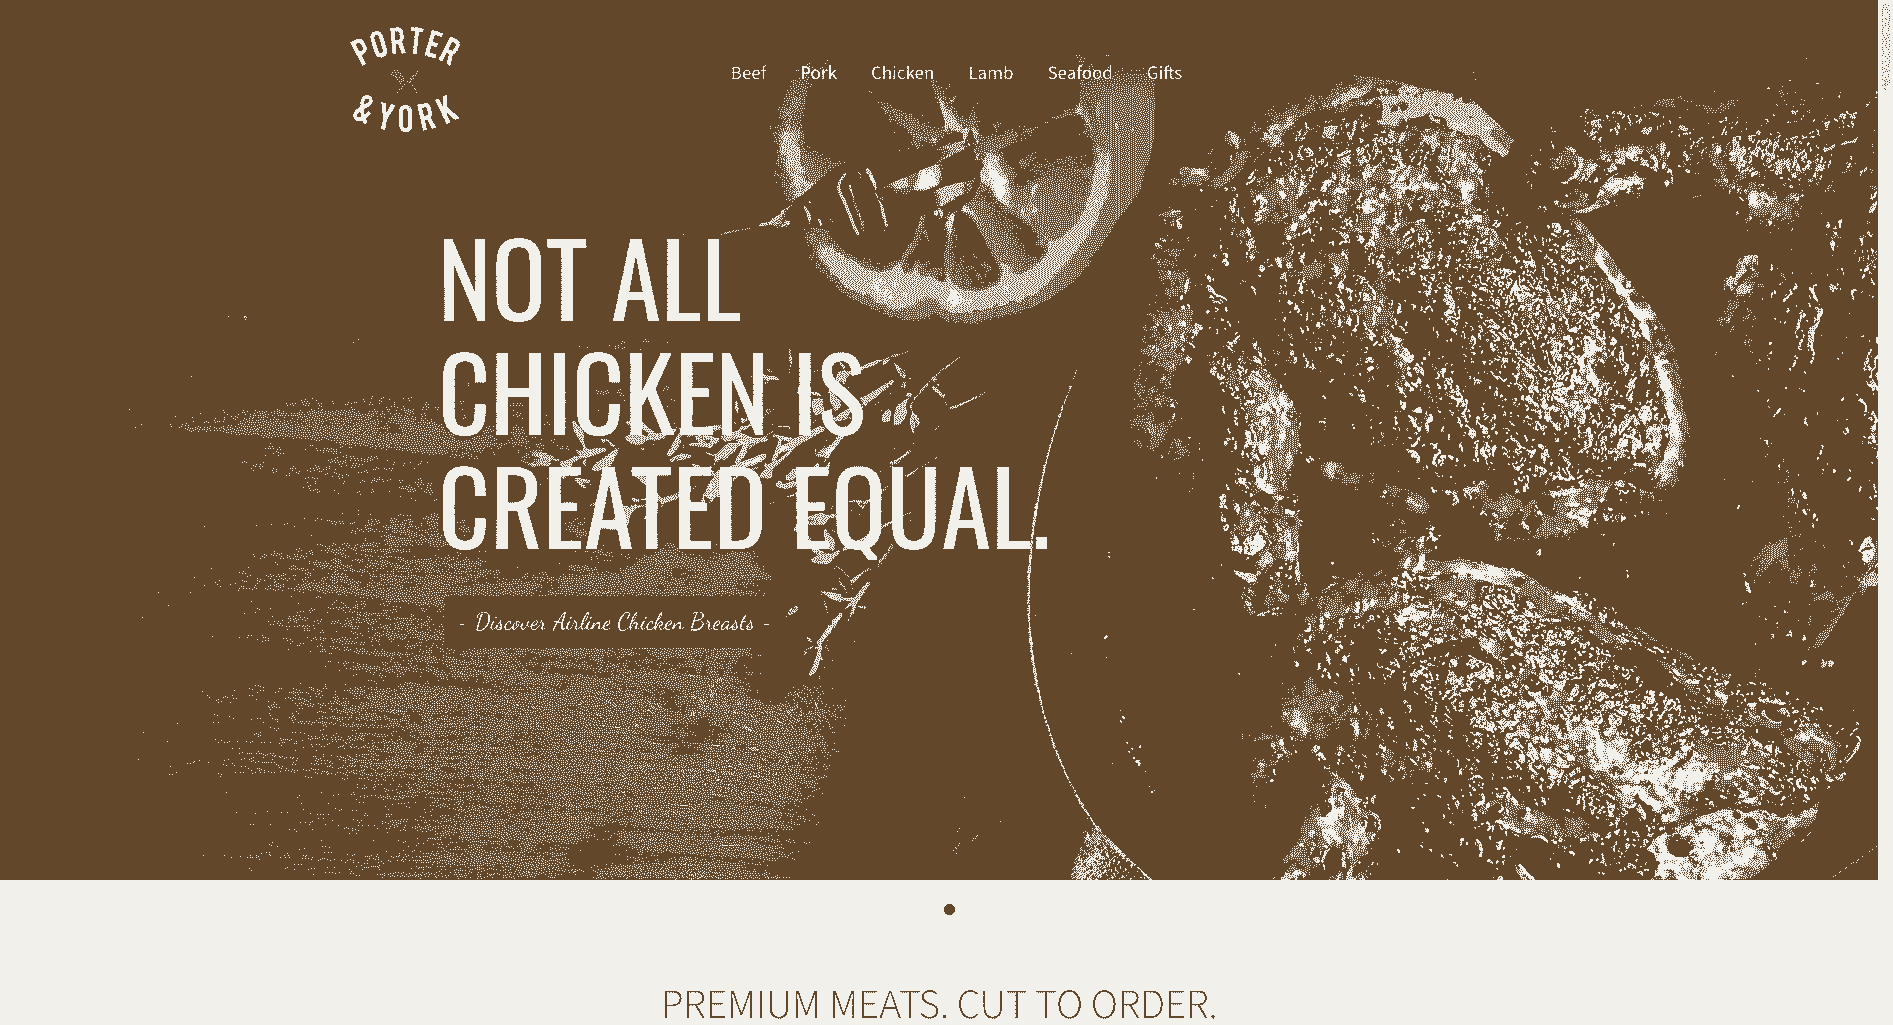 PORTER
& YORK
Beef Pork Chicken Lamb Seafood Gifts
NOT ALL
CHICKEN IS
CREATED EQUAL.
- Discover Airline Chicken Breasts -
PREMIUM MEATS. CUT TO ORDER.